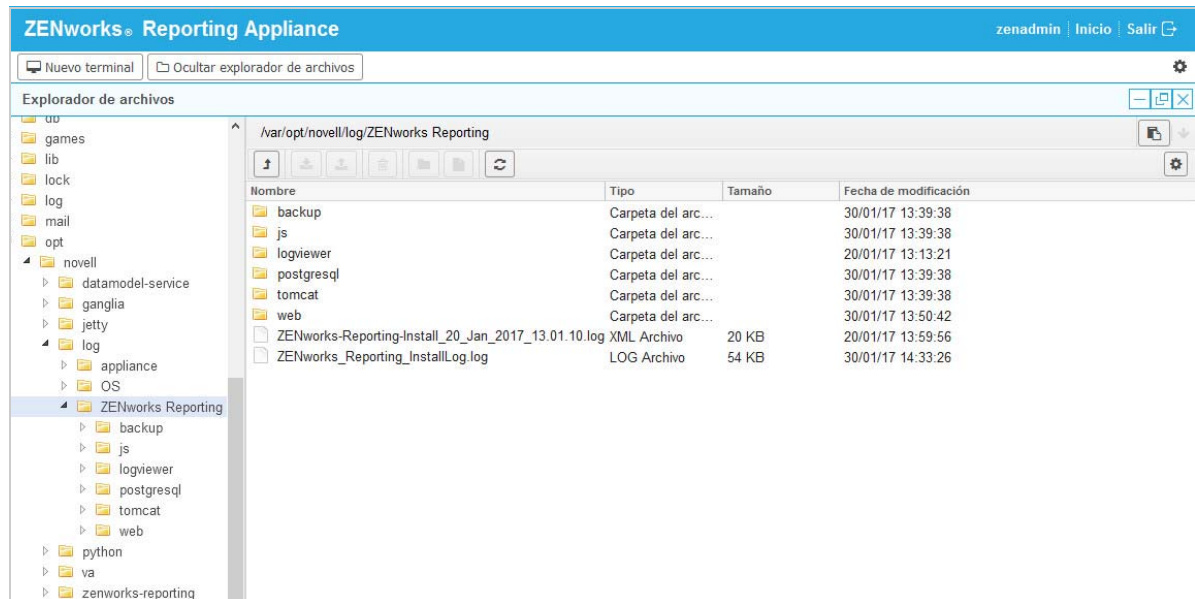 ZENworks® Reporting Appliance
zenadmin Inicio Salir
Nuevo terminal Ocultar explorador de archivos
Explorador de archivos
games
lib
lock
log
mail
opt
novell
datamodel-service
ganglia
jetty
log
appliance
OS
ZENworks Reporting
backup
js
logviewer
postgresql
tomcat
web
python
va
zenworks-reporting
/var/opt/novell/log/ZENworks Reporting
Nombre Tipo Tamaño Fecha de modificación
backup Carpeta del arc... 30/01/17 13:39:38
js Carpeta del arc... 30/01/17 13:39:38
logviewer Carpeta del arc... 20/01/17 13:13:21
postgresql Carpeta del arc... 30/01/17 13:39:38
tomcat Carpeta del arc... 30/01/17 13:39:38
web Carpeta del arc... 30/01/17 13:50:42
ZENworks-Reporting-Install_20_Jan_2017_13.01.10.log XML Archivo 20 KB 20/01/17 13:59:56
ZENworks_Reporting_InstallLog.log LOG Archivo 54 KB 30/01/17 14:33:26